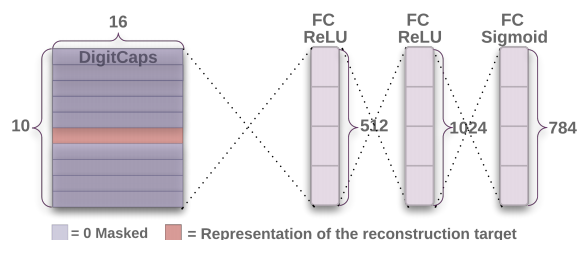 16
DigitCaps
10
FC
ReLU
512
FC
ReLU
1024
FC
Sigmoid
784
= 0 Masked
= Representation of the reconstruction target